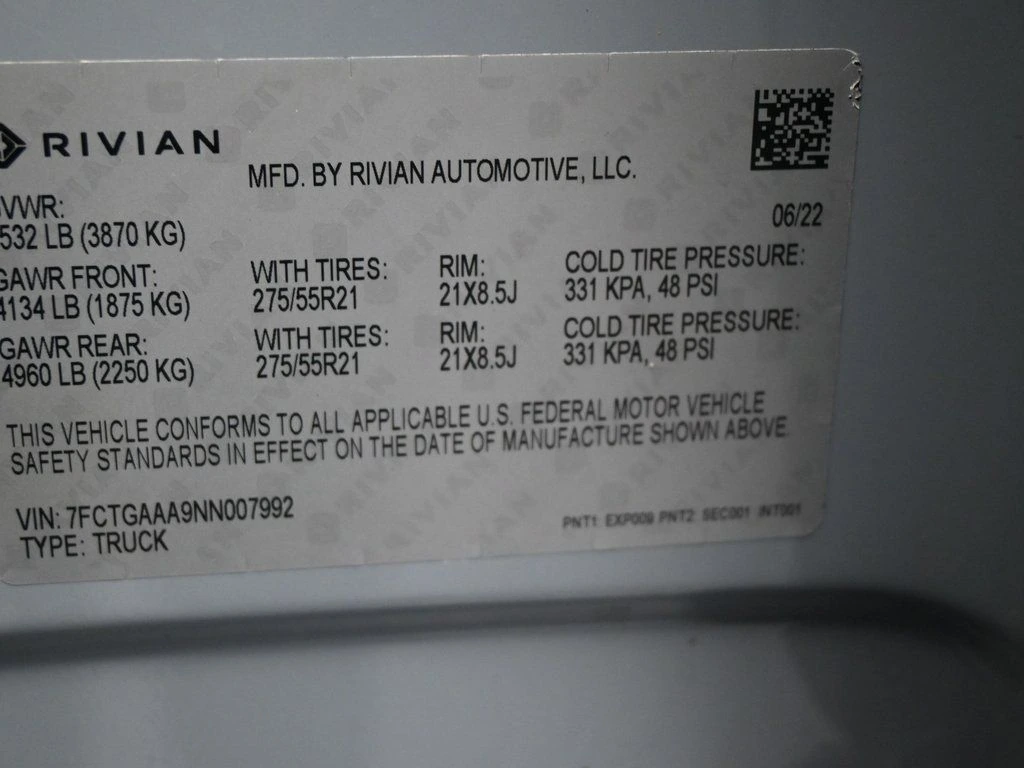 RIVIAN
MFD. BY RIVIAN AUTOMOTIVE, LLC.
06/22
VWR:
532 LB (3870 KG)
GAWR FRONT: WITH TIRES: RIM: COLD TIRE PRESSURE:
4134 LB (1875 KG) 275/55R21 21X8.5J 331 KPA, 48 PSI
GAWR REAR: WITH TIRES: RIM: COLD TIRE PRESSURE:
4960 LB (2250 KG) 275/55R21 21X8.5J 331 KPA, 48 PSI
THIS VEHICLE CONFORMS TO ALL APPLICABLE U.S. FEDERAL MOTOR VEHICLE
SAFETY STANDARDS IN EFFECT ON THE DATE OF MANUFACTURE SHOWN ABOVE.
VIN: 7FCTGAAA9NN007992
TYPE: TRUCK
PNT1: EXP009 PNT2: SEC001 INT001